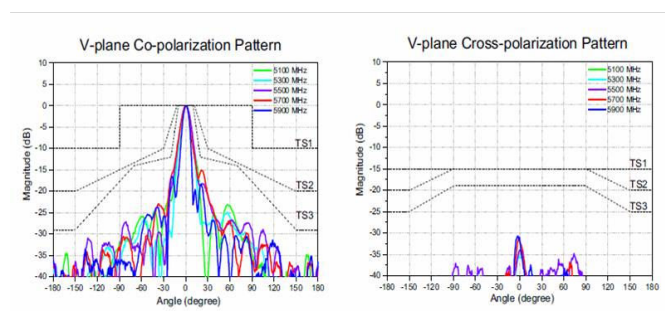 V-plane Co-polarization Pattern
10
5
0
-5
-10
-15
-20
-25
-30
-35
-40
Magnitude (dB)
5100 MHz
5300 MHz
5500 MHz
5700 MHz
5900 MHz
TS1
TS2
TS3
-180 -150 -120 -90 -60 -30 0 30 60 90 120 150 180
Angle (degree)
V-plane Cross-polarization Pattern
10
5
0
-5
-10
-15
-20
-25
-30
-35
-40
Magnitude (dB)
5100 MHz
5300 MHz
5500 MHz
5700 MHz
5900 MHz
TS1
TS2
TS3
-180 -150 -120 -90 -60 -30 0 30 60 90 120 150 180
Angle (degree)